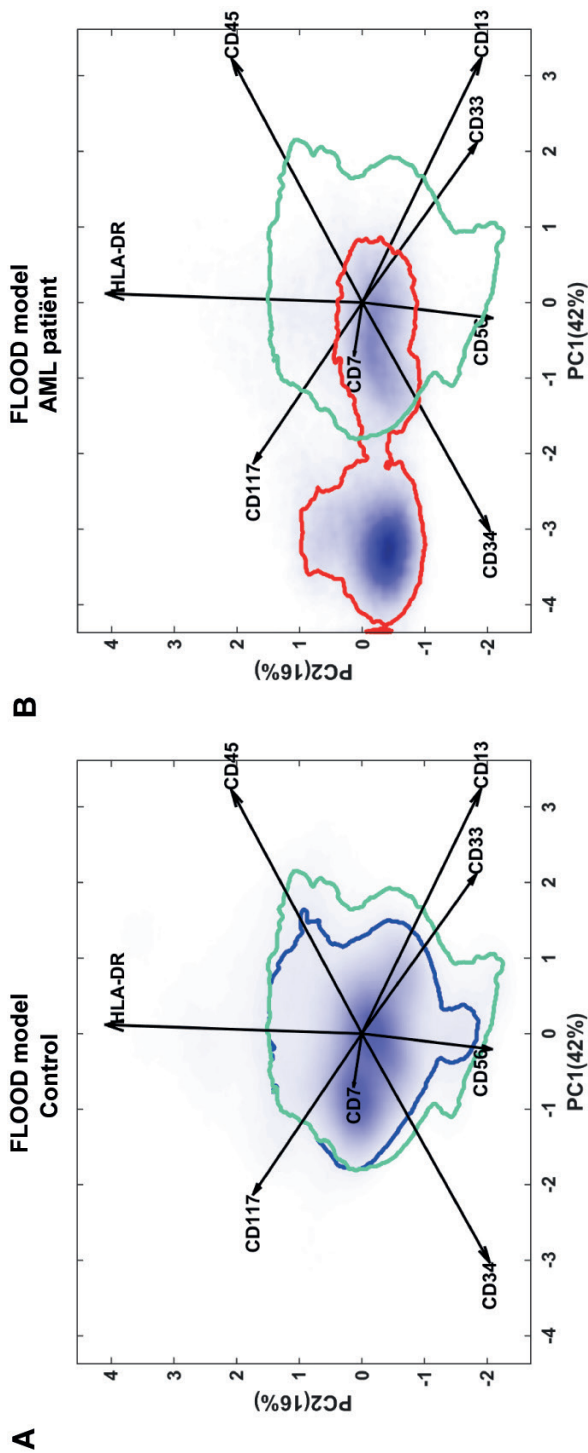 A
FLOOD model
Control
HLA-DR
CD45
CD117
CD7
CD33
CD13
CD34
CD56
4
3
2
1
0
-1
-2
PC2(16%)
-4
-3
-2
-1
0
1
2
3
PC1(42%)
B
FLOOD model
AML patiënt
HLA-DR
CD45
CD117
CD7
CD33
CD13
CD34
CD56
4
3
2
1
0
-1
-2
PC2(16%)
-4
-3
-2
-1
0
1
2
3
PC1(42%)